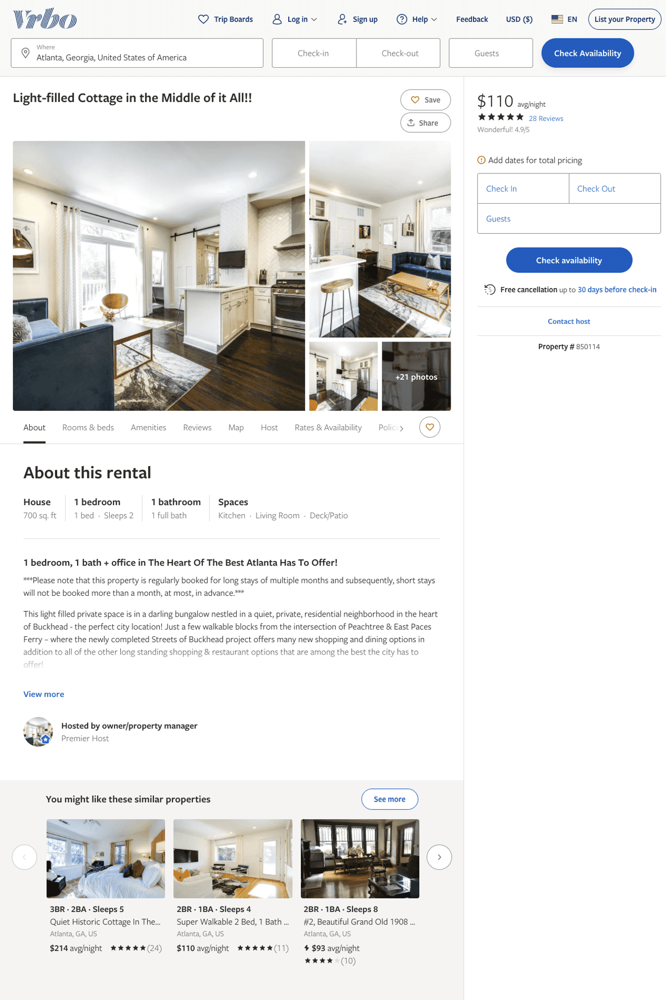 Vrbo
Trip Boards
Log in
Sign up
Help
Feedback
USD ($)
EN
List your Property
Where
Atlanta, Georgia, United States of America
Check-in
Check-out
Guests
Check Availability
Light-filled Cottage in the Middle of it All!!
Save
Share
+21 photos
$110 avg/night
28 Reviews
Wonderful! 4.9/5
Add dates for total pricing
Check In
Check Out
Guests
Check availability
Free cancellation up to 30 days before check-in
Contact host
Property # 850114
About
Rooms & beds
Amenities
Reviews
Map
Host
Rates & Availability
Polici
About this rental
House
700 sq. ft
1 bedroom
1 bed · Sleeps 2
1 bathroom
1 full bath
Spaces
Kitchen · Living Room · Deck/Patio
1 bedroom, 1 bath + office in The Heart Of The Best Atlanta Has To Offer!
***Please note that this property is regularly booked for long stays of multiple months and subsequently, short stays
will not be booked more than a month, at most, in advance.***
This light filled private space is in a darling bungalow nestled in a quiet, private, residential neighborhood in the heart
of Buckhead - the perfect city location! Just a few walkable blocks from the intersection of Peachtree & East Paces
Ferry – where the newly completed Streets of Buckhead project offers many new shopping and dining options in
addition to all of the other long standing shopping & restaurant options that are among the best the city has to
offer!
View more
Hosted by owner/property manager
Premier Host
You might like these similar properties
See more
3BR · 2BA · Sleeps 5
Quiet Historic Cottage In The...
Atlanta, GA, US
$214 avg/night
(24)
2BR · 1BA · Sleeps 4
Super Walkable 2 Bed, 1 Bath ...
Atlanta, GA, US
$110 avg/night
(11)
2BR · 1BA · Sleeps 8
#2, Beautiful Grand Old 1908 ...
Atlanta, GA, US
$93 avg/night
(10)